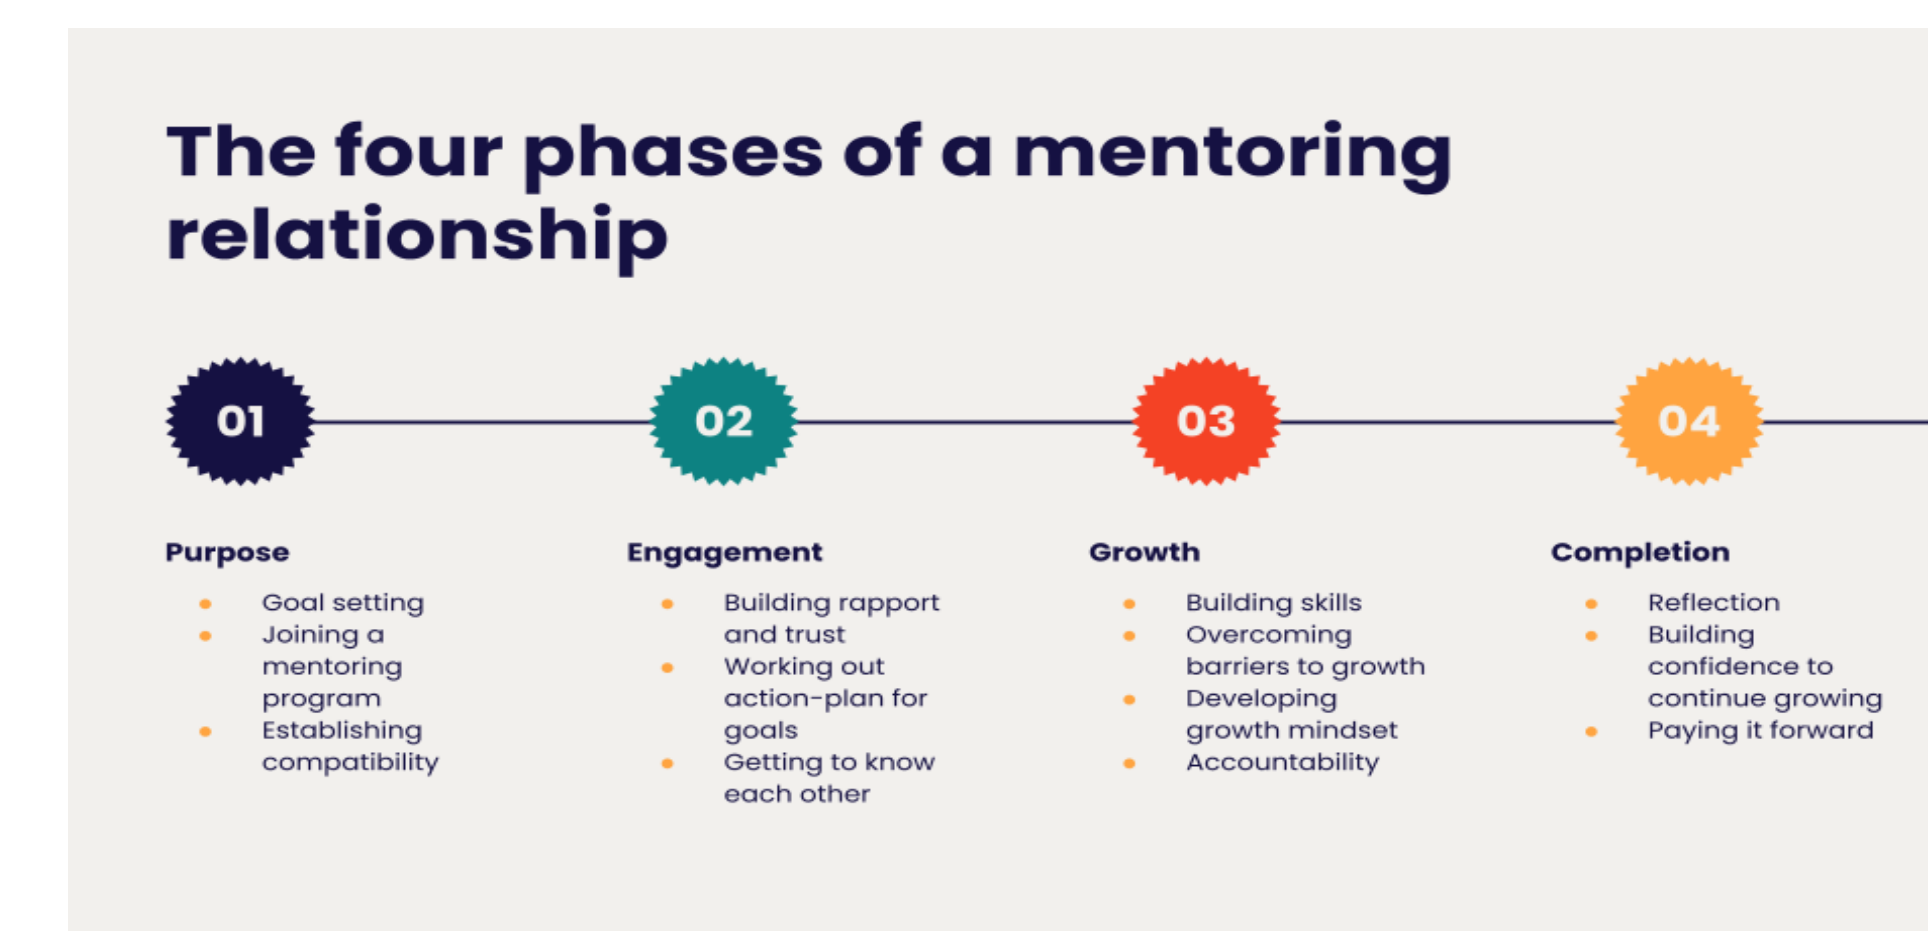 The four phases of a mentoring
relationship
01
02
03
04
Purpose
• Goal setting
• Joining a
mentoring
program
• Establishing
compatibility
Engagement
• Building rapport
and trust
• Working out
action-plan for
goals
• Getting to know
each other
Growth
• Building skills
• Overcoming
barriers to growth
• Developing
growth mindset
• Accountability
Completion
• Reflection
• Building
confidence to
continue growing
• Paying it forward